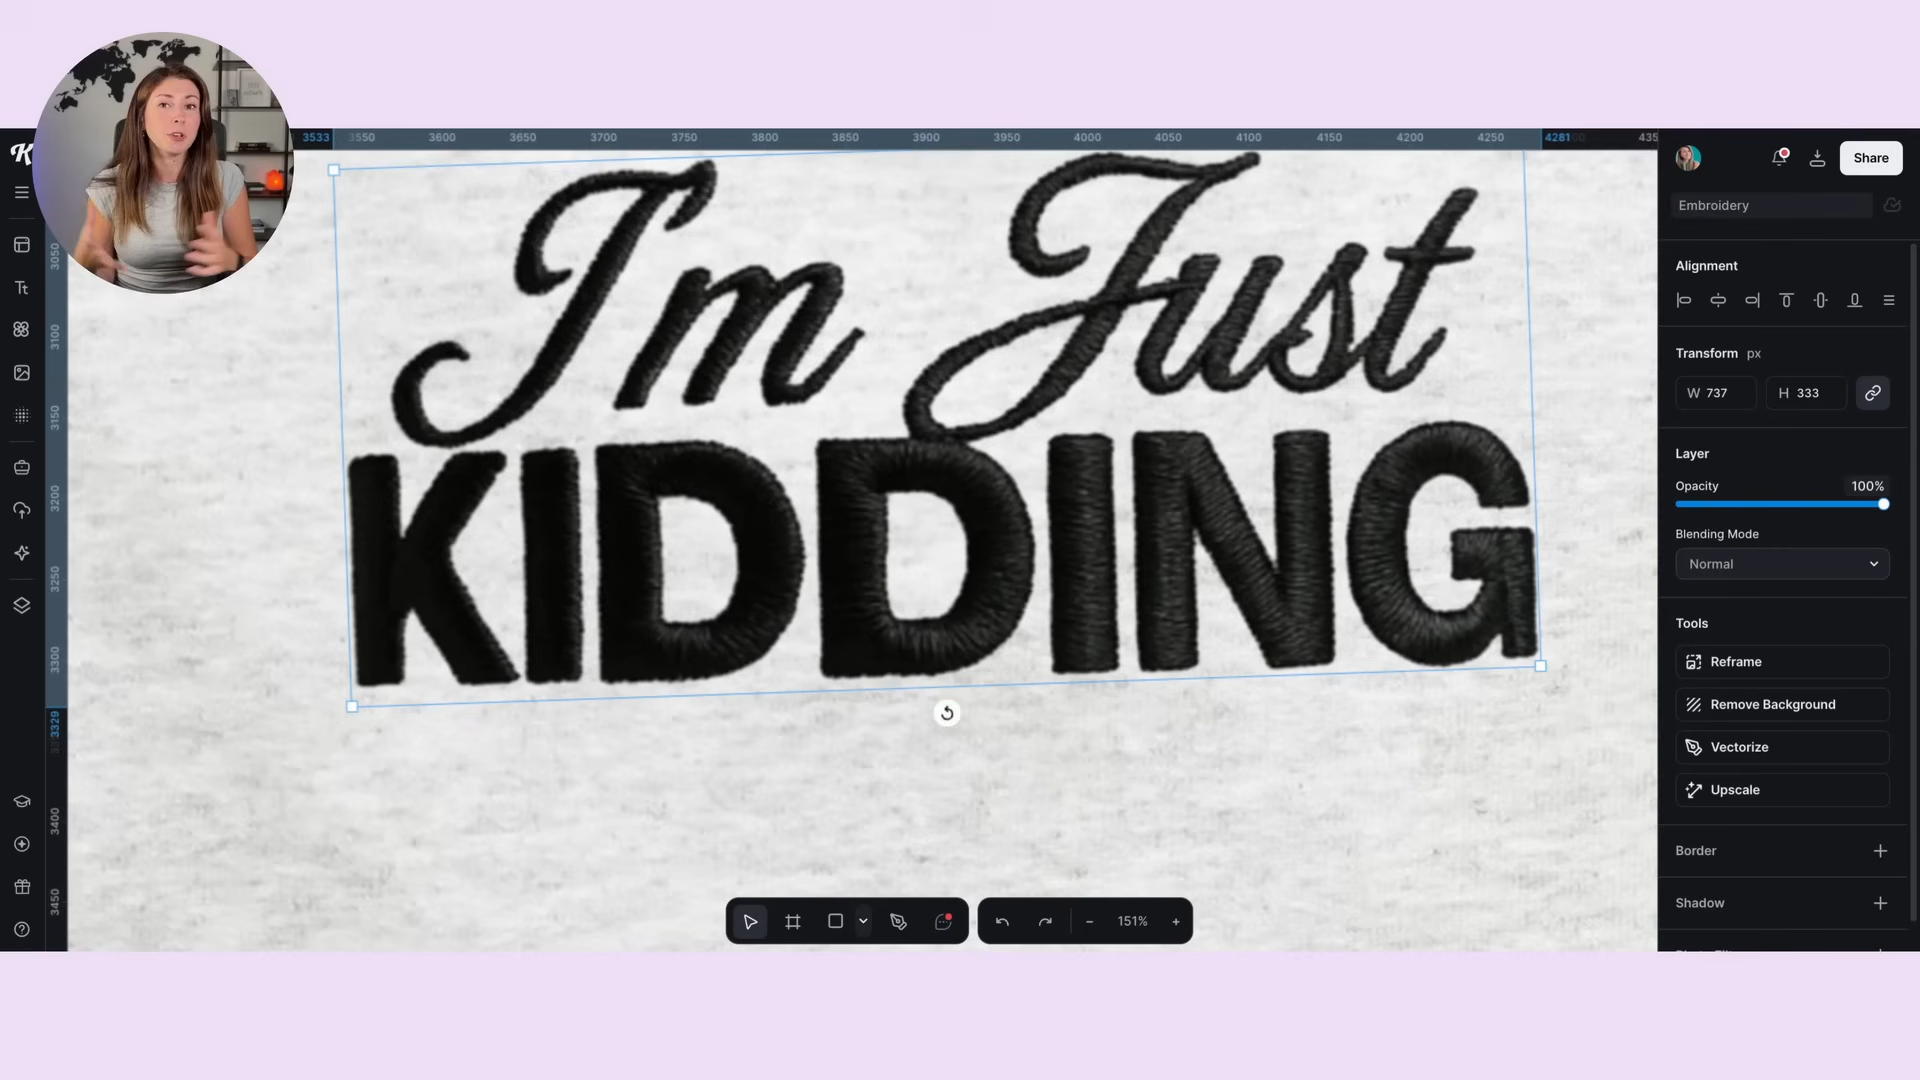 K
3533 3550 3600 3650 3700 3750 3800 3850 3900 3950 4000 4050 4100 4150 4200 4250 4281 435
3050
3100
3150
3200
3250
3300
3329
3400
3450
I'm Just
KIDDING
Share
Embroidery
Alignment
Transform px
W 737 H 333
Layer
Opacity 100%
Blending Mode
Normal
Tools
Reframe
Remove Background
Vectorize
Upscale
Border
Shadow
Tt
151%